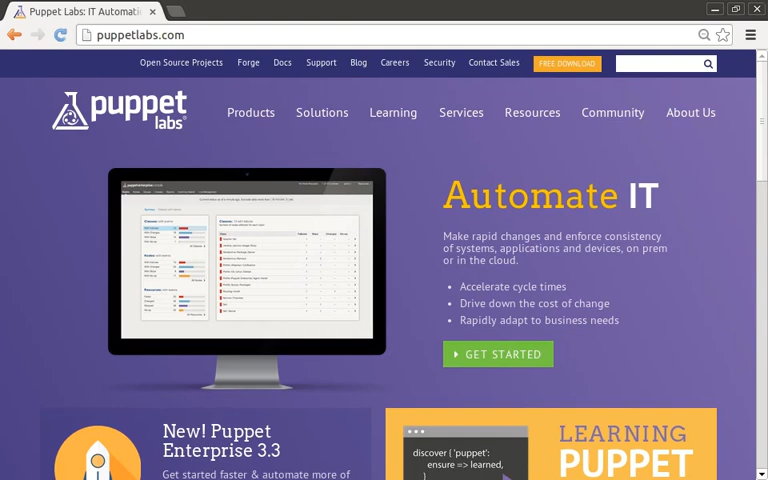 Puppet Labs: IT Automati
puppetlabs.com
Open Source Projects Forge Docs Support Blog Careers Security Contact Sales FREE DOWNLOAD
puppet
labs
Products Solutions Learning Services Resources Community About Us
Automate IT
Make rapid changes and enforce consistency
of systems, applications and devices, on prem
or in the cloud.
• Accelerate cycle times
• Drive down the cost of change
• Rapidly adapt to business needs
GET STARTED
New! Puppet
Enterprise 3.3
Get started faster & automate more of
discover { 'puppet':
ensure => learned,
}
LEARNING
PUPPET